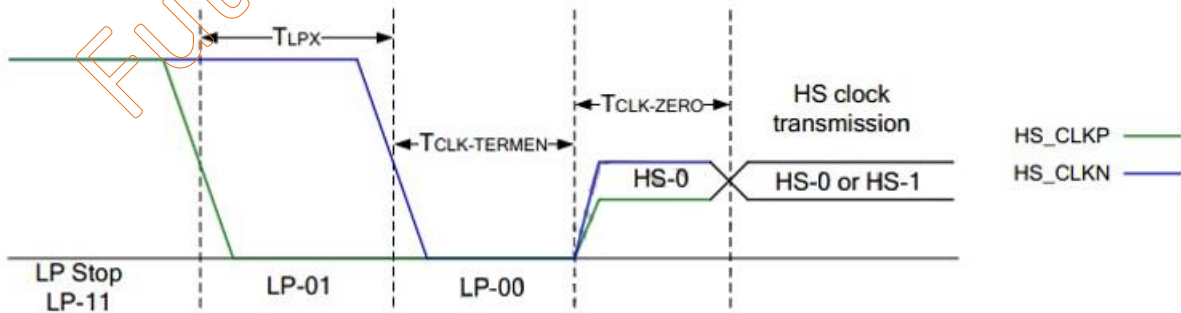 Fut
TLPX
TCLK-TERMEN
TCLK-ZERO
HS clock
transmission
HS_CLKP
HS_CLKN
HS-0
HS-0 or HS-1
LP Stop
LP-11
LP-01
LP-00